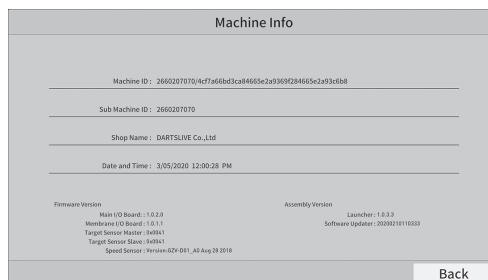 Machine Info
Machine ID : 2660207070/4cf7a66bd3ca84665e2a9369f284665e2a93c6b8
Sub Machine ID : 2660207070
Shop Name : DARTSLIVE Co.,Ltd
Date and Time : 3/05/2020 12:00:28 PM
Firmware Version
Main I/O Board: : 1.0.2.0
Membrane I/O Board : 1.0.1.1
Target Sensor Master : 0x0041
Target Sensor Slave : 0x0041
Speed Sensor : Version:GZV-D01_A0 Aug 28 2018
Assembly Version
Launcher : 1.0.3.3
Software Updater : 20200210110333
Back